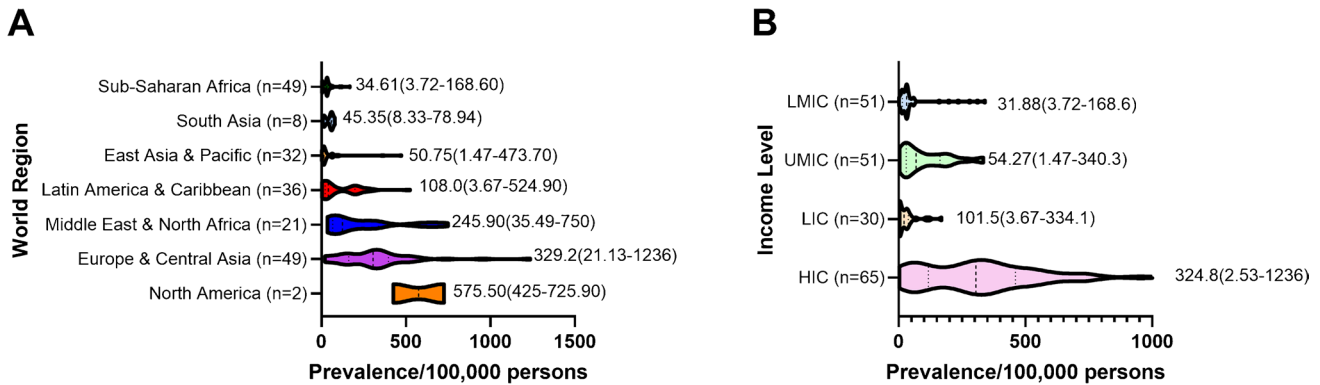 A
World Region
Sub-Saharan Africa (n=49) 34.61(3.72-168.60)
South Asia (n=8) 45.35(8.33-78.94)
East Asia & Pacific (n=32) 50.75(1.47-473.70)
Latin America & Caribbean (n=36) 108.0(3.67-524.90)
Middle East & North Africa (n=21) 245.90(35.49-750)
Europe & Central Asia (n=49) 329.2(21.13-1236)
North America (n=2) 575.50(425-725.90)
0 500 1000 1500
Prevalence/100,000 persons
B
Income Level
LMIC (n=51) 31.88(3.72-168.6)
UMIC (n=51) 54.27(1.47-340.3)
LIC (n=30) 101.5(3.67-334.1)
HIC (n=65) 324.8(2.53-1236)
0 500 1000
Prevalence/100,000 persons